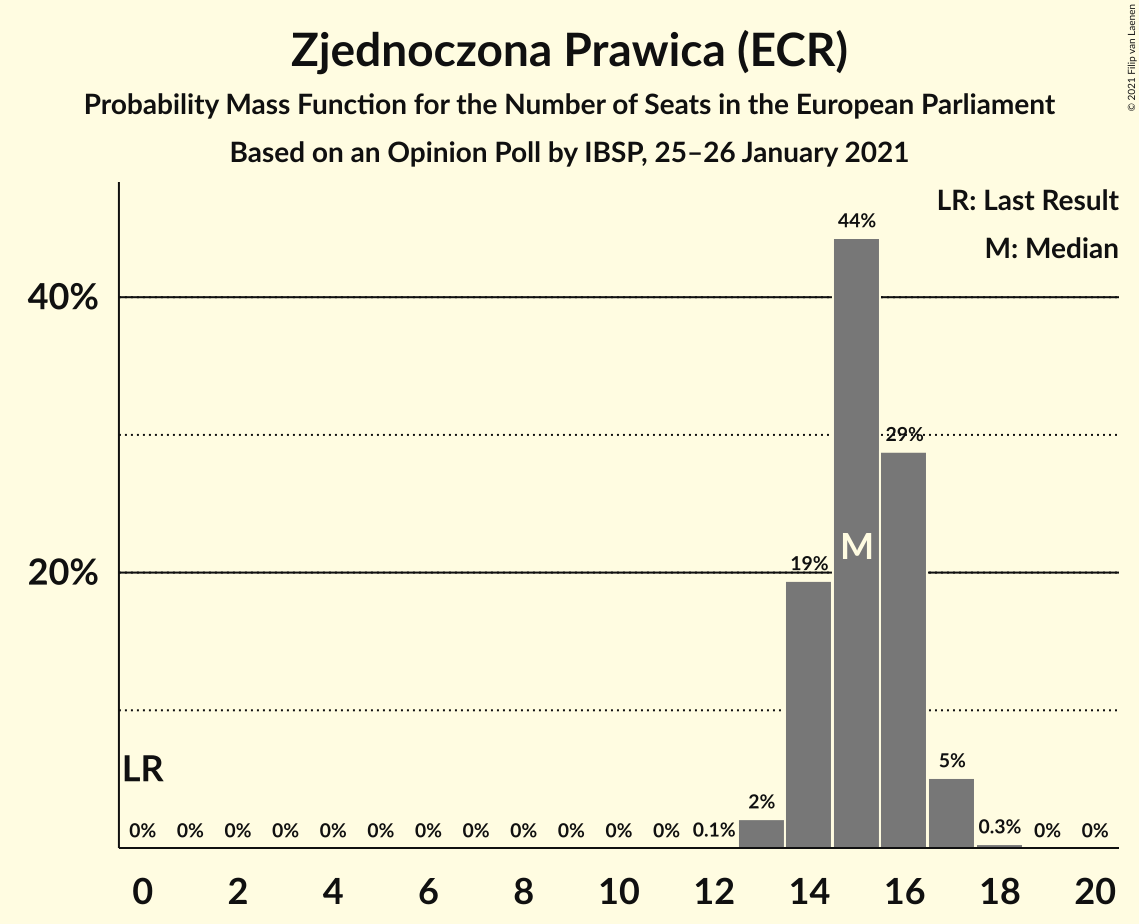 Zjednoczona Prawica (ECR)
Probability Mass Function for the Number of Seats in the European Parliament
Based on an Opinion Poll by IBSP, 25–26 January 2021
© 2021 Filip van Laenen
LR: Last Result
M: Median
44%
40%
29%
M
19%
20%
LR
5%
2%
0% 0% 0% 0% 0% 0% 0% 0% 0% 0% 0% 0% 0.1% 0.3% 0% 0%
0 2 4 6 8 10 12 14 16 18 20